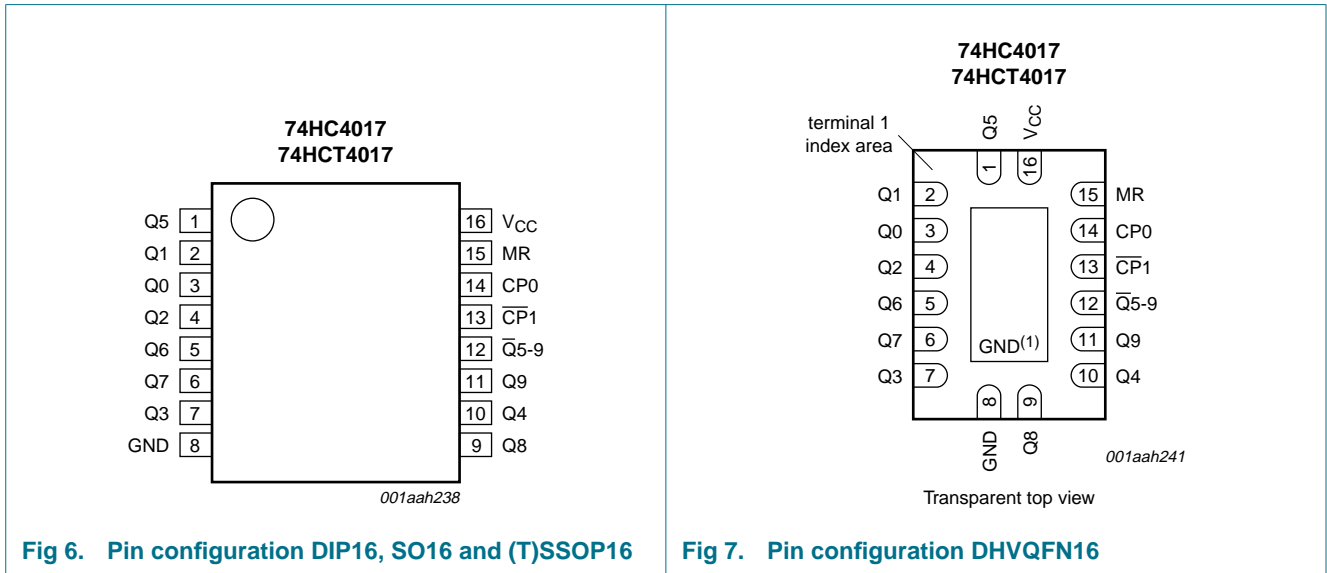 74HC4017
74HCT4017
Q5 1
Q1 2
Q0 3
Q2 4
Q6 5
Q7 6
Q3 7
GND 8
16 VCC
15 MR
14 CP0
13 C̅P̅1
12 Q̅5-9
11 Q9
10 Q4
9 Q8
001aah238
Fig 6. Pin configuration DIP16, SO16 and (T)SSOP16
74HC4017
74HCT4017
terminal 1
index area
Q5 1
VCC 16
Q1 2
Q0 3
Q2 4
Q6 5
Q7 6
Q3 7
15 MR
14 CP0
13 C̅P̅1
12 Q̅5-9
11 Q9
10 Q4
GND(1)
8 GND
9 Q8
001aah241
Transparent top view
Fig 7. Pin configuration DHVQFN16